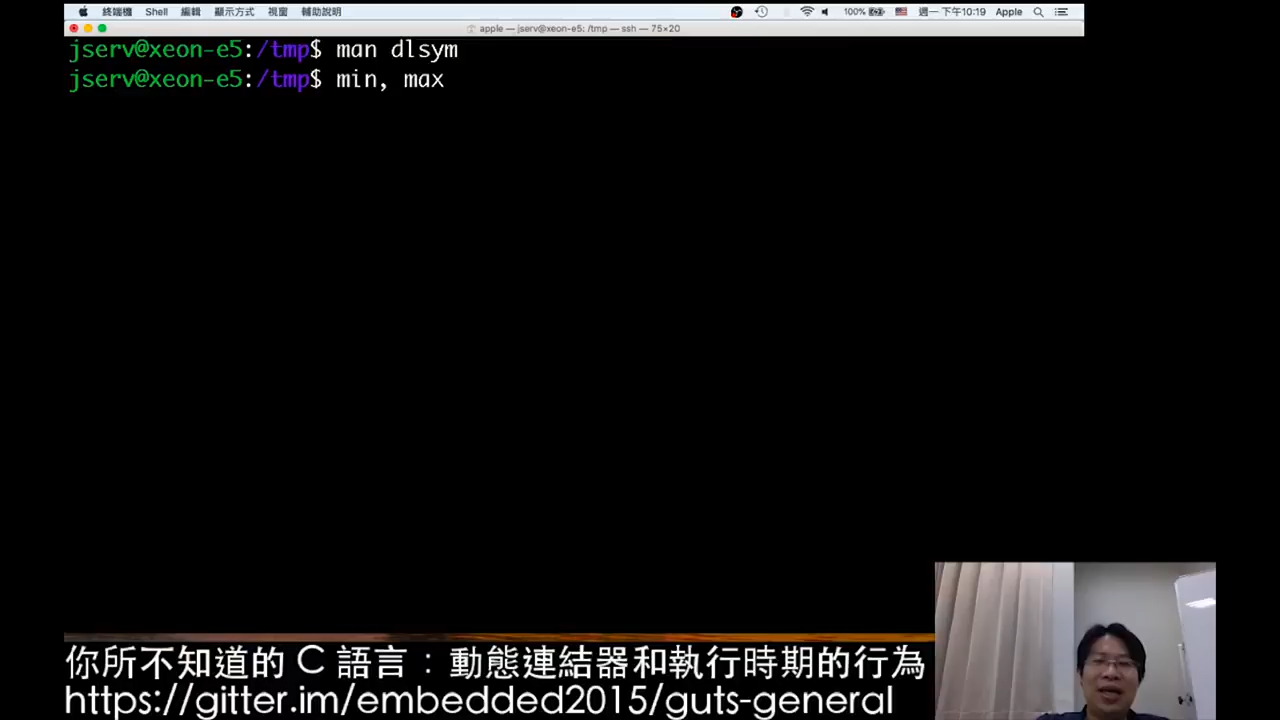 終端機 Shell 編輯 顯示方式 視窗 輔助說明 100% 週一 下午10:19 Apple
apple — jserv@xeon-e5: /tmp — ssh — 75×20
jserv@xeon-e5:/tmp$ man dlsym
jserv@xeon-e5:/tmp$ min, max
你所不知道的 C 語言：動態連結器和執行時期的行為
https://gitter.im/embedded2015/guts-general